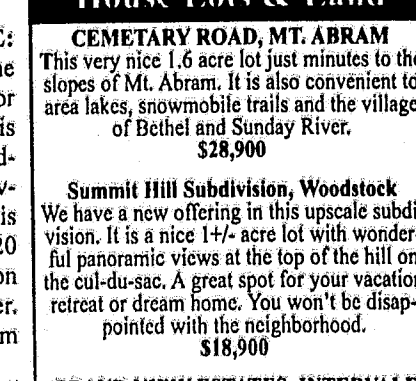 House Lots & Land
CEMETARY ROAD, MT. ABRAM
This very nice 1.6 acre lot just minutes to the
slopes of Mt. Abram. It is also convenient to
area lakes, snowmobile trails and the village
of Bethel and Sunday River.
$28,900
Summit Hill Subdivision, Woodstock
We have a new offering in this upscale subdi
vision. It is a nice 1+/- acre lot with wonder-
ful panoramic views at the top of the hill on
the cul-du-sac. A great spot for your vacation
retreat or dream home. You won't be disap-
pointed with the neighborhood.
$18,900